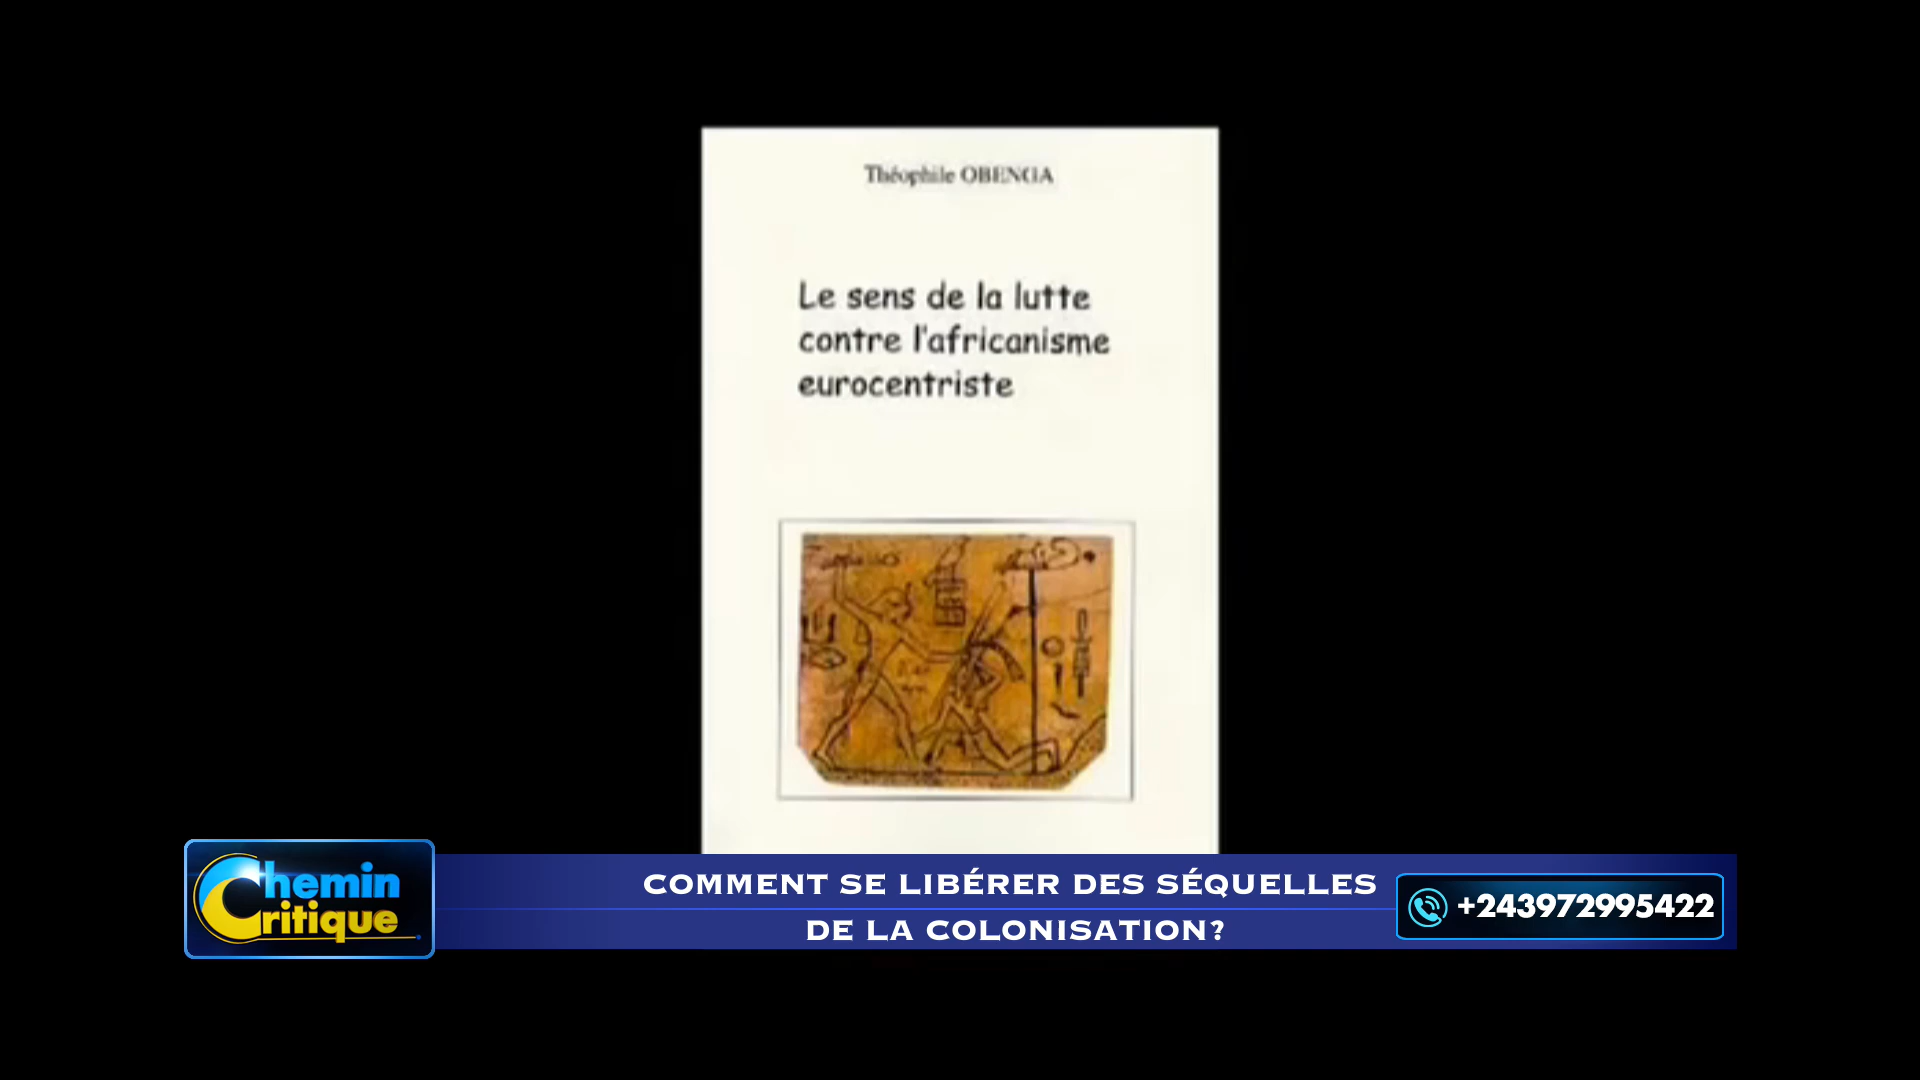 Théophile OBENGA
Le sens de la lutte
contre l'africanisme
eurocentriste
Chemin
Critique
COMMENT SE LIBÉRER DES SÉQUELLES
DE LA COLONISATION?
+243972995422